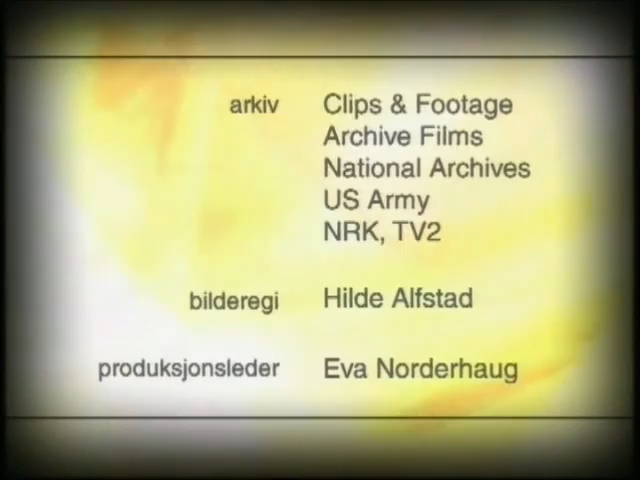 arkiv Clips & Footage
Archive Films
National Archives
US Army
NRK, TV2
bilderegi Hilde Alfstad
produksjonsleder Eva Norderhaug